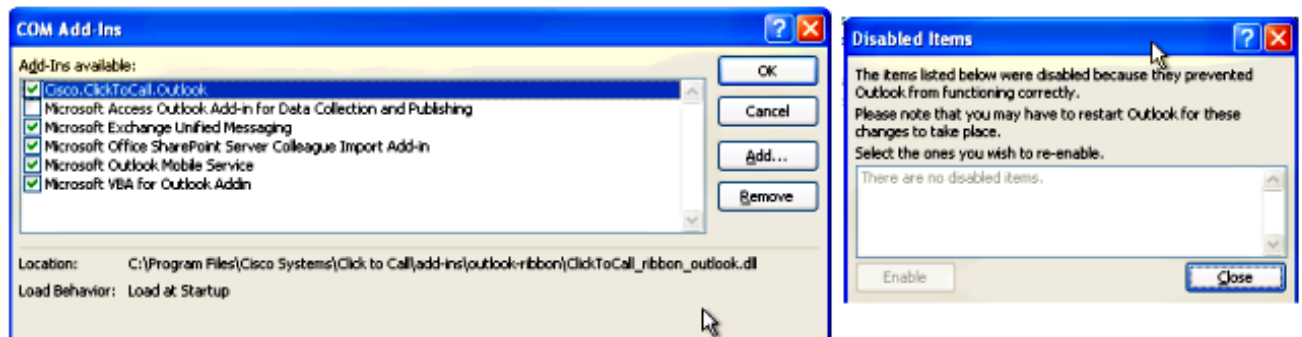 COM Add-Ins
Add-Ins available:
Cisco.ClickToCall.Outlook
Microsoft Access Outlook Add-in for Data Collection and Publishing
Microsoft Exchange Unified Messaging
Microsoft Office SharePoint Server Colleague Import Add-in
Microsoft Outlook Mobile Service
Microsoft VBA for Outlook Addin
OK
Cancel
Add...
Remove
Location: C:\Program Files\Cisco Systems\Click to Call\add-ins\outlook-ribbon\ClickToCall_ribbon_outlook.dll
Load Behavior: Load at Startup
Disabled Items
The items listed below were disabled because they prevented
Outlook from functioning correctly.
Please note that you may have to restart Outlook for these
changes to take place.
Select the ones you wish to re-enable.
There are no disabled items.
Enable
Close